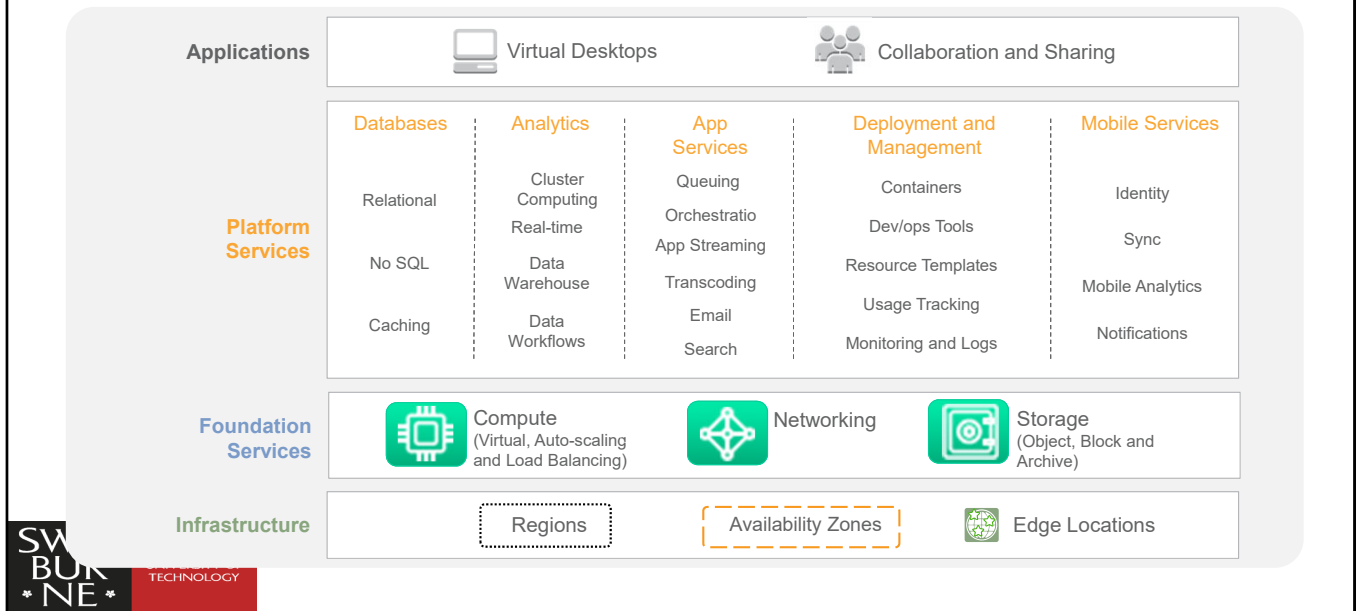 Applications
Virtual Desktops
Collaboration and Sharing
Platform
Services
Databases
Relational
No SQL
Caching
Analytics
Cluster
Computing
Real-time
Data
Warehouse
Data
Workflows
App
Services
Queuing
Orchestratio
App Streaming
Transcoding
Email
Search
Deployment and
Management
Containers
Dev/ops Tools
Resource Templates
Usage Tracking
Monitoring and Logs
Mobile Services
Identity
Sync
Mobile Analytics
Notifications
Foundation
Services
Compute
(Virtual, Auto-scaling
and Load Balancing)
Networking
Storage
(Object, Block and
Archive)
Infrastructure
Regions
Availability Zones
Edge Locations
SW
BUR
NE
TECHNOLOGY